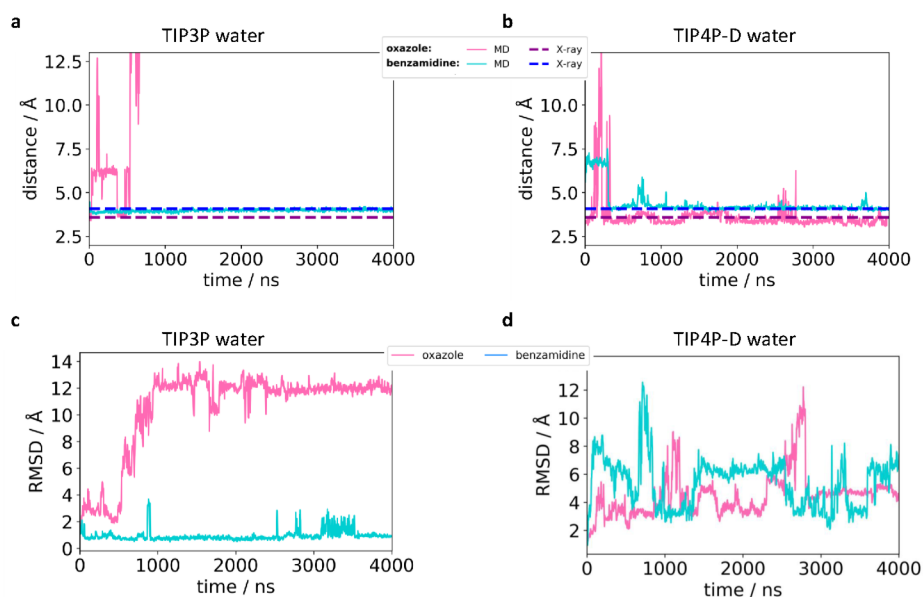 a
TIP3P water
b
TIP4P-D water
oxazole: MD X-ray
benzamidine: MD X-ray
12.5
10.0
7.5
5.0
2.5
distance / Å
0 1000 2000 3000 4000
time / ns
12.5
10.0
7.5
5.0
2.5
distance / Å
0 1000 2000 3000 4000
time / ns
c
TIP3P water
d
TIP4P-D water
oxazole benzamidine
14
12
10
8
6
4
2
0
RMSD / Å
0 1000 2000 3000 4000
time / ns
12
10
8
6
4
2
RMSD / Å
0 1000 2000 3000 4000
time / ns